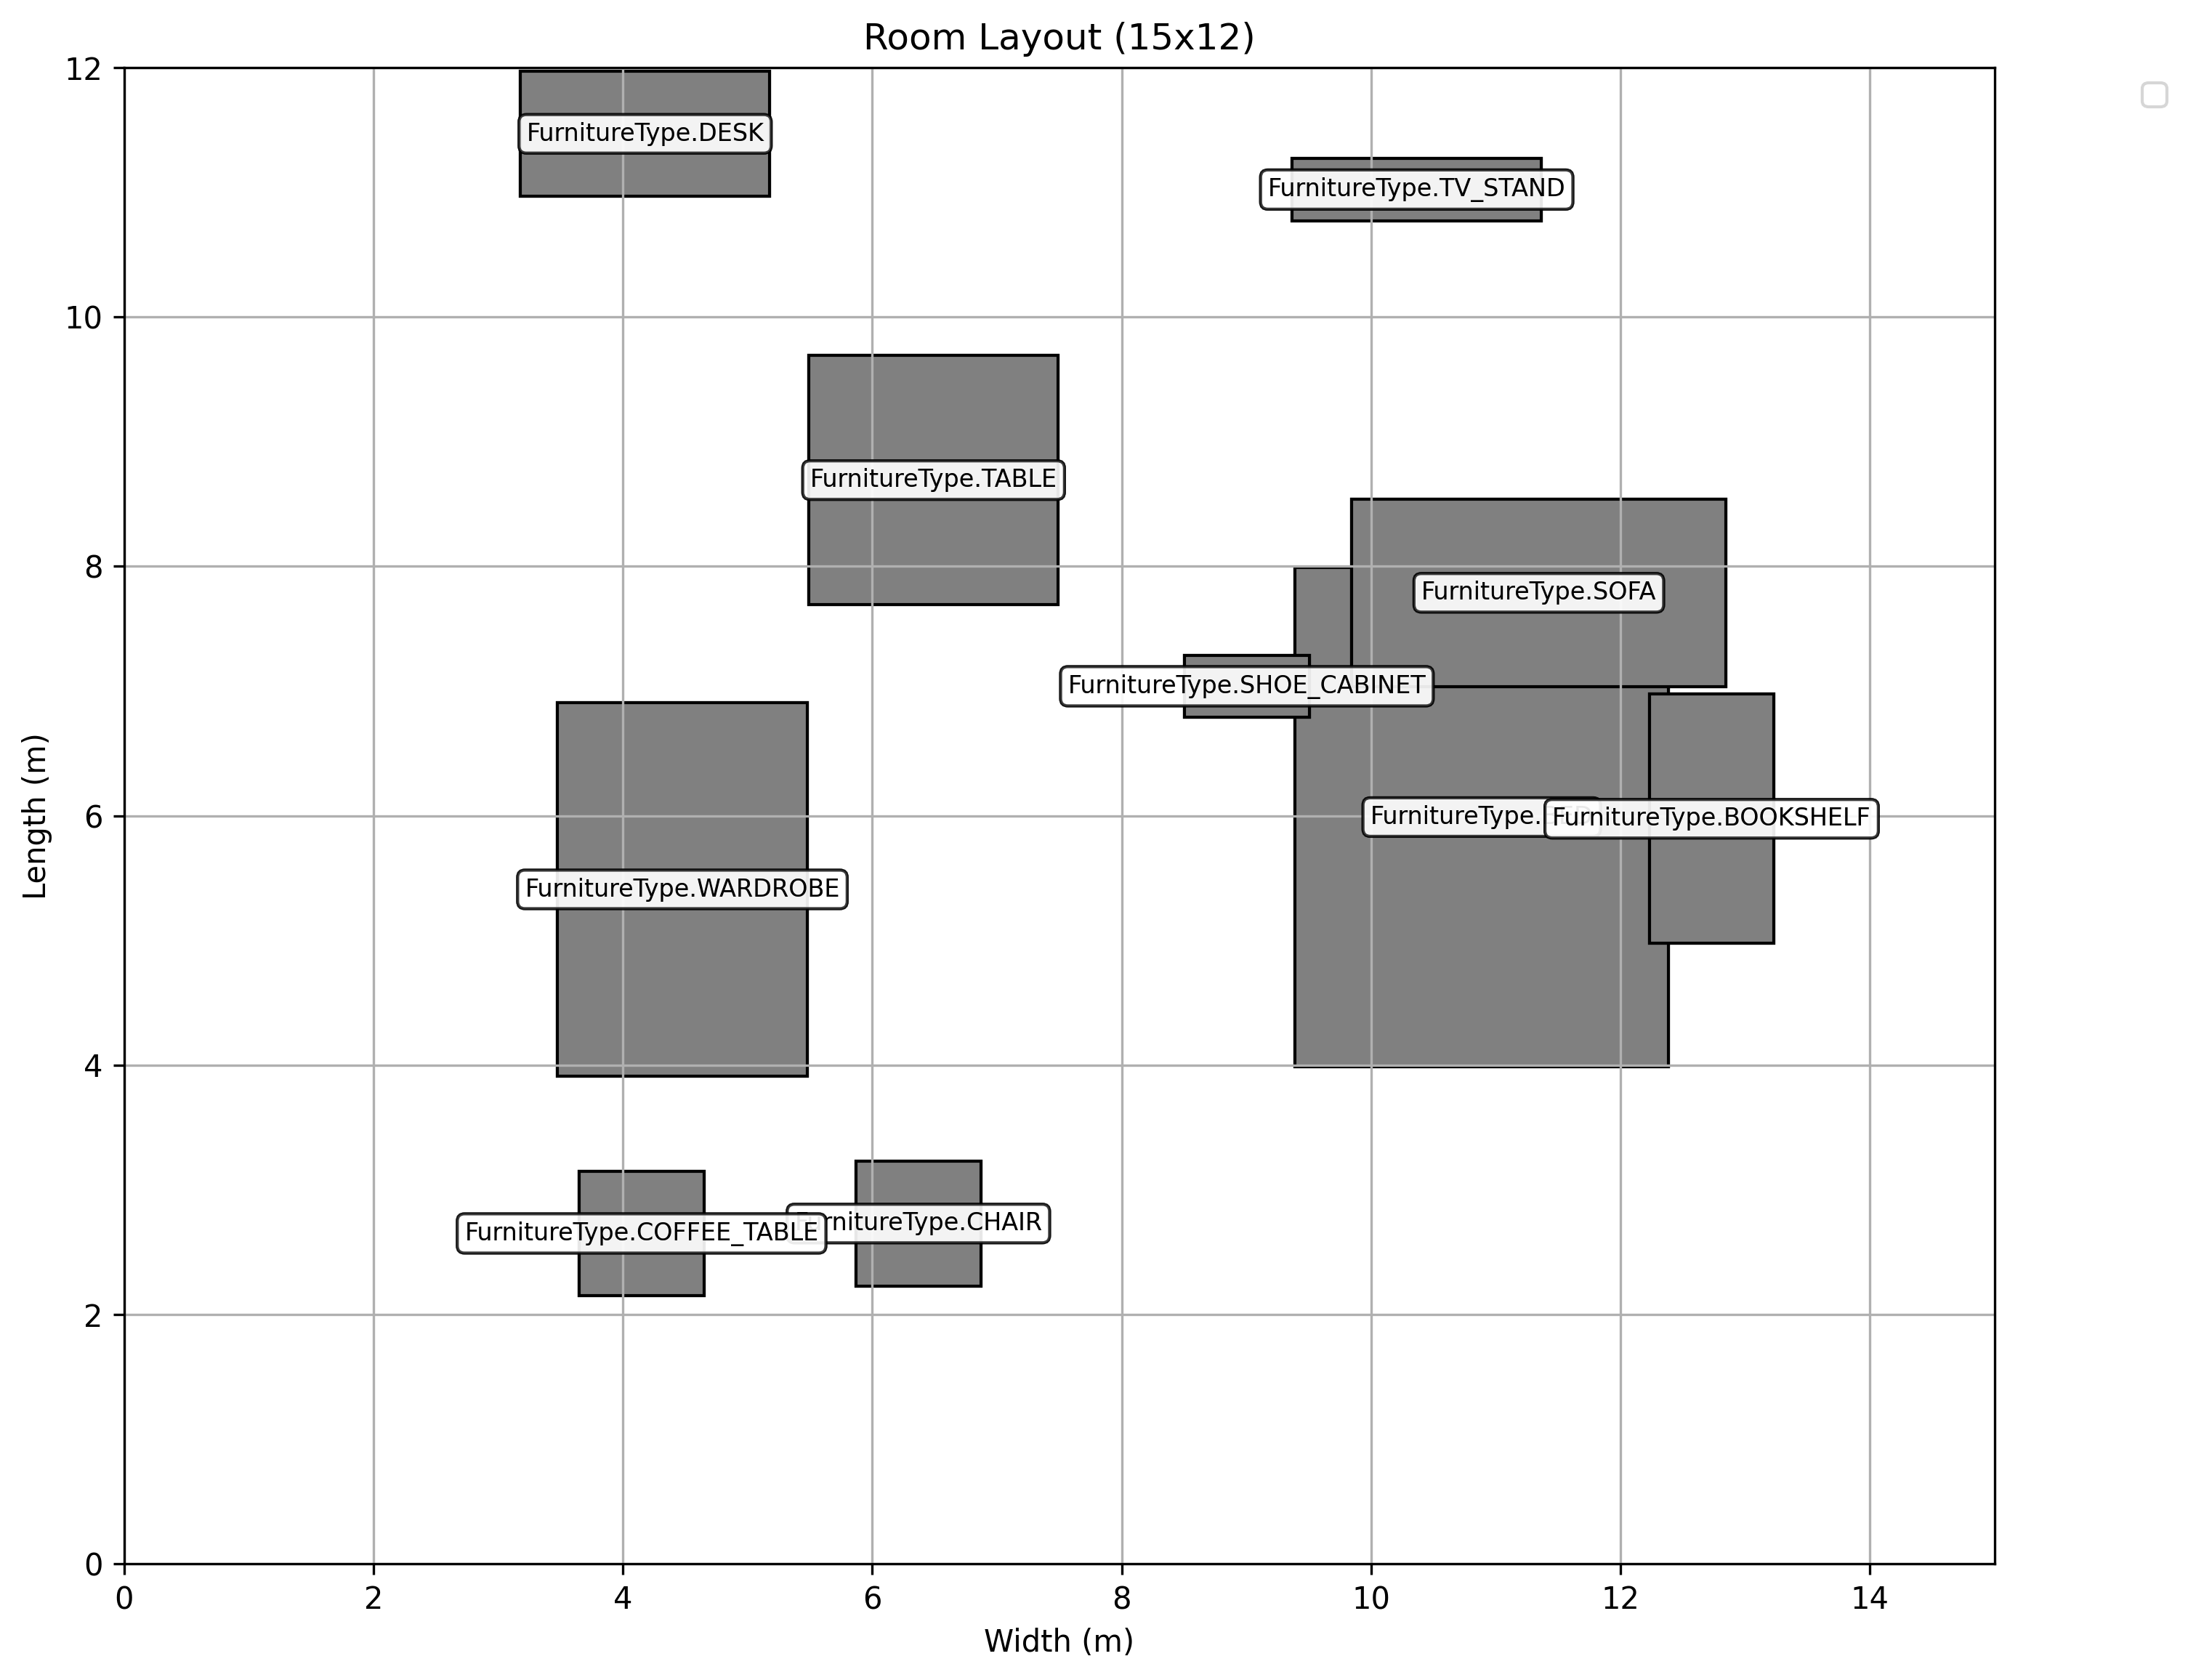 Room Layout (15x12)
12
FurnitureType.DESK
FurnitureType.TV_STAND
10
FurnitureType.TABLE
8
FurnitureType.SOFA
FurnitureType.SHOE_CABINET
6
FurnitureType.
FurnitureType.BOOKSHELF
Length (m)
FurnitureType.WARDROBE
4
FurnitureType.COFFEE_TABLE
rnitureType.CHAIR
2
0
0 2 4 6 8 10 12 14
Width (m)